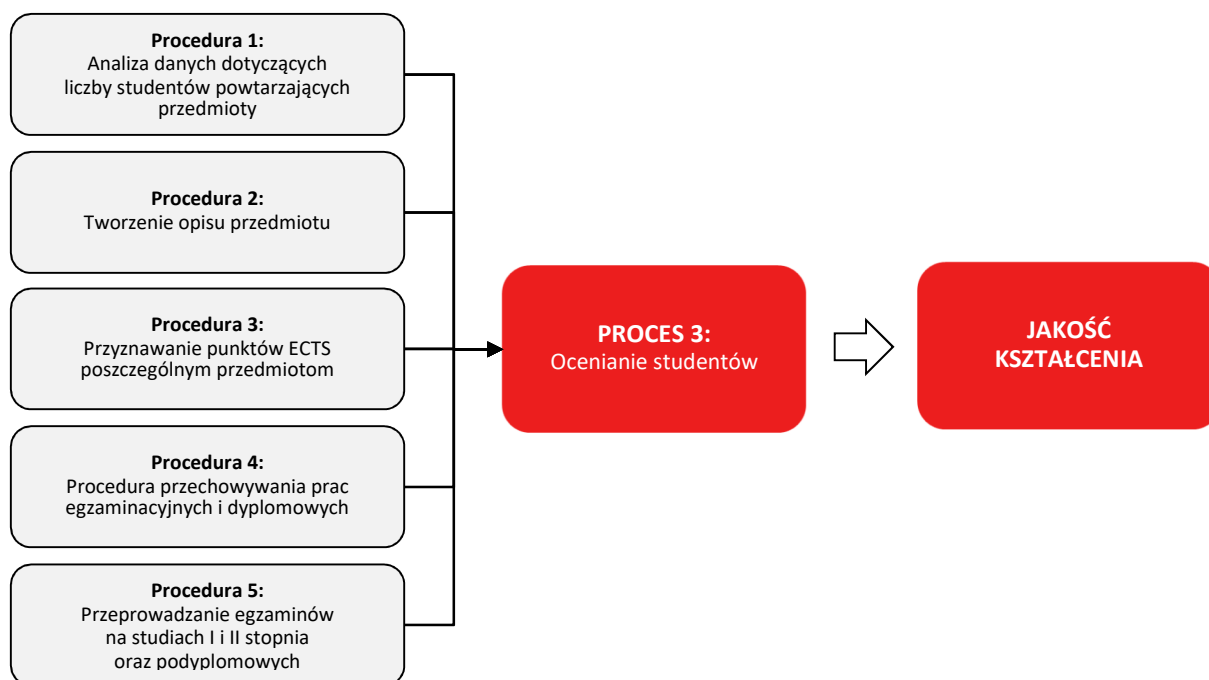 Procedura 1:
Analiza danych dotyczących
liczby studentów powtarzających
przedmioty
Procedura 2:
Tworzenie opisu przedmiotu
Procedura 3:
Przyznawanie punktów ECTS
poszczególnym przedmiotom
Procedura 4:
Procedura przechowywania prac
egzaminacyjnych i dyplomowych
Procedura 5:
Przeprowadzanie egzaminów
na studiach I i II stopnia
oraz podyplomowych
PROCES 3:
Ocenianie studentów
JAKOŚĆ
KSZTAŁCENIA